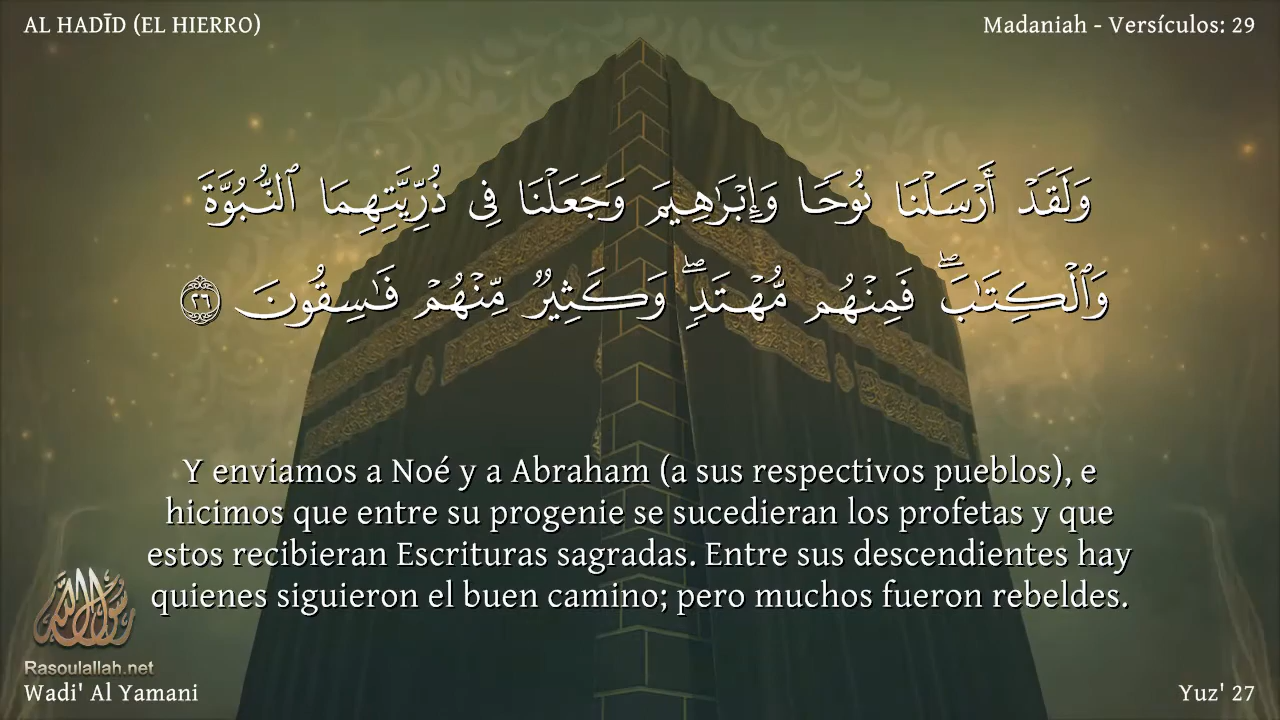 AL HADĪD (EL HIERRO)
Madaniah - Versículos: 29
وَلَقَدْ أَرْسَلْنَا نُوحًا وَإِبْرَٰهِيمَ وَجَعَلْنَا فِى ذُرِّيَّتِهِمَا ٱلنُّبُوَّةَ
وَٱلْكِتَٰبَ ۖ فَمِنْهُم مُّهْتَدٍ ۖ وَكَثِيرٌ مِّنْهُمْ فَٰسِقُونَ ٢٦
Y enviamos a Noé y a Abraham (a sus respectivos pueblos), e
hicimos que entre su progenie se sucedieran los profetas y que
estos recibieran Escrituras sagradas. Entre sus descendientes hay
quienes siguieron el buen camino; pero muchos fueron rebeldes.
رسول الله
Rasoulallah.net
Wadi' Al Yamani
Yuz' 27